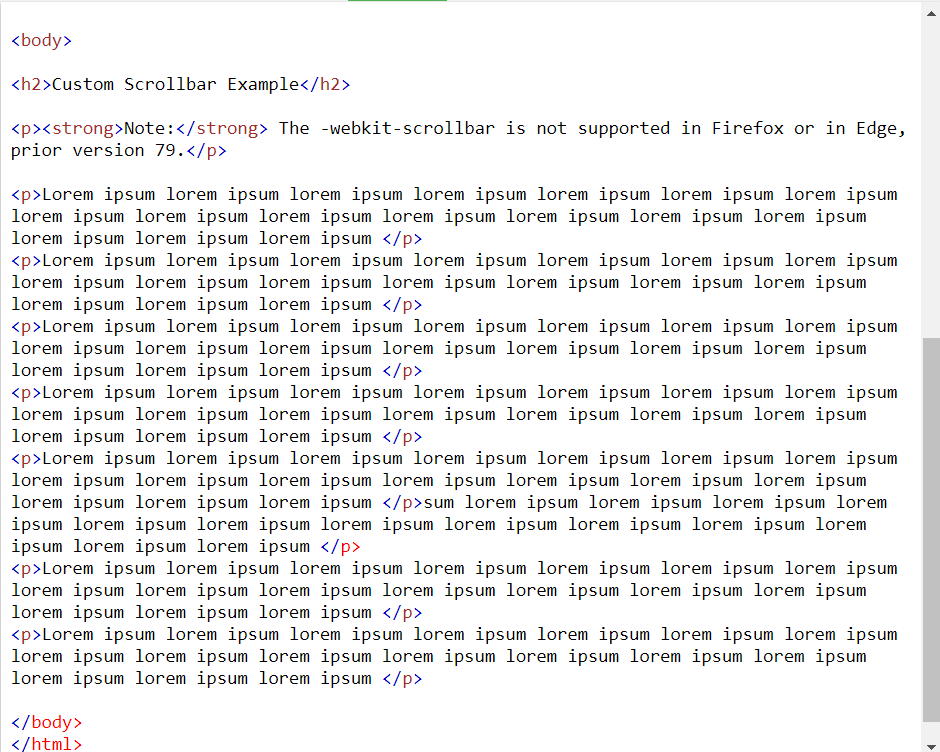 <body>
<h2>Custom Scrollbar Example</h2>
<p><strong>Note:</strong> The -webkit-scrollbar is not supported in Firefox or in Edge,
prior version 79.</p>
<p>Lorem ipsum lorem ipsum lorem ipsum lorem ipsum lorem ipsum lorem ipsum lorem ipsum
lorem ipsum lorem ipsum lorem ipsum lorem ipsum lorem ipsum lorem ipsum lorem ipsum
lorem ipsum lorem ipsum lorem ipsum </p>
<p>Lorem ipsum lorem ipsum lorem ipsum lorem ipsum lorem ipsum lorem ipsum lorem ipsum
lorem ipsum lorem ipsum lorem ipsum lorem ipsum lorem ipsum lorem ipsum lorem ipsum
lorem ipsum lorem ipsum lorem ipsum </p>
<p>Lorem ipsum lorem ipsum lorem ipsum lorem ipsum lorem ipsum lorem ipsum lorem ipsum
lorem ipsum lorem ipsum lorem ipsum lorem ipsum lorem ipsum lorem ipsum lorem ipsum
lorem ipsum lorem ipsum lorem ipsum </p>
<p>Lorem ipsum lorem ipsum lorem ipsum lorem ipsum lorem ipsum lorem ipsum lorem ipsum
lorem ipsum lorem ipsum lorem ipsum lorem ipsum lorem ipsum lorem ipsum lorem ipsum
lorem ipsum lorem ipsum lorem ipsum </p>
<p>Lorem ipsum lorem ipsum lorem ipsum lorem ipsum lorem ipsum lorem ipsum lorem ipsum
lorem ipsum lorem ipsum lorem ipsum lorem ipsum lorem ipsum lorem ipsum lorem ipsum
lorem ipsum lorem ipsum lorem ipsum </p>sum lorem ipsum lorem ipsum lorem ipsum lorem
ipsum lorem ipsum lorem ipsum lorem ipsum lorem ipsum lorem ipsum lorem ipsum lorem
ipsum lorem ipsum lorem ipsum </p>
<p>Lorem ipsum lorem ipsum lorem ipsum lorem ipsum lorem ipsum lorem ipsum lorem ipsum
lorem ipsum lorem ipsum lorem ipsum lorem ipsum lorem ipsum lorem ipsum lorem ipsum
lorem ipsum lorem ipsum lorem ipsum </p>
<p>Lorem ipsum lorem ipsum lorem ipsum lorem ipsum lorem ipsum lorem ipsum lorem ipsum
lorem ipsum lorem ipsum lorem ipsum lorem ipsum lorem ipsum lorem ipsum lorem ipsum
lorem ipsum lorem ipsum lorem ipsum </p>
</body>
</html>